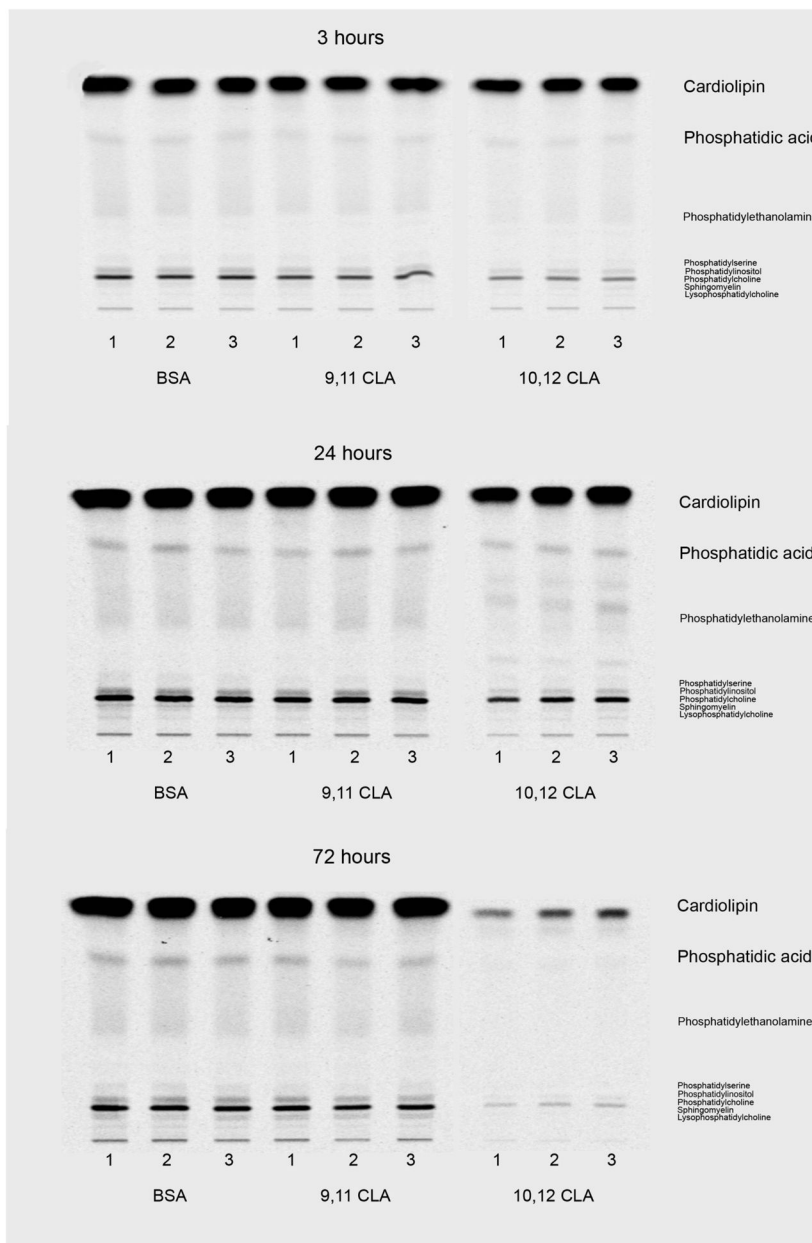 3 hours
Cardiolipin
Phosphatidic acid
Phosphatidylethanolamin
Phosphatidylserine
Phosphatidylinositol
Phosphatidylcholine
Sphingomyelin
Lysophosphatidylcholine
1 2 3 1 2 3 1 2 3
BSA 9,11 CLA 10,12 CLA
24 hours
Cardiolipin
Phosphatidic acid
Phosphatidylethanolamine
Phosphatidylserine
Phosphatidylinositol
Phosphatidylcholine
Sphingomyelin
Lysophosphatidylcholine
1 2 3 1 2 3 1 2 3
BSA 9,11 CLA 10,12 CLA
72 hours
Cardiolipin
Phosphatidic acid
Phosphatidylethanolamine
Phosphatidylserine
Phosphatidylinositol
Phosphatidylcholine
Sphingomyelin
Lysophosphatidylcholine
1 2 3 1 2 3 1 2 3
BSA 9,11 CLA 10,12 CLA